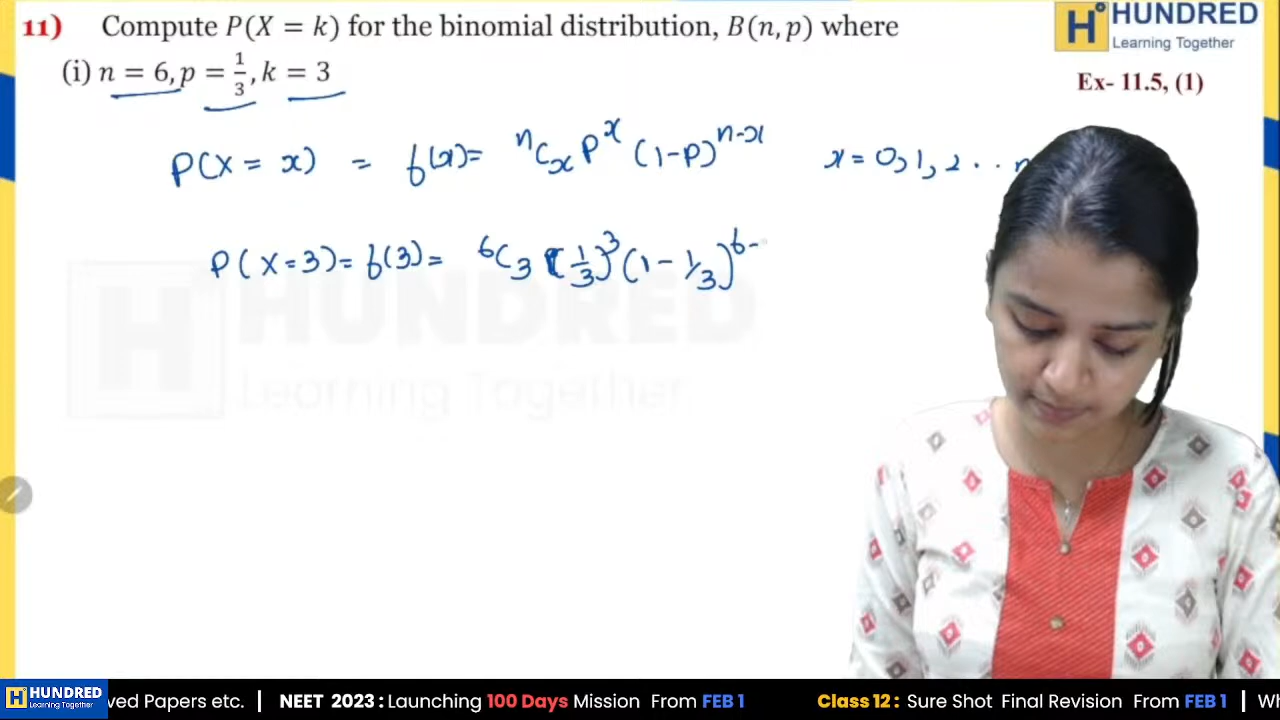 11) Compute P(X = k) for the binomial distribution, B(n, p) where
(i) n = 6, p = 1/3, k = 3
H HUNDRED
Learning Together
Ex- 11.5, (1)
P(X = x) = f(x) = ⁿCₓ pˣ (1-p)ⁿ⁻ˣ x = 0, 1, 2 . . n
P(X=3) = f(3) = ⁶C₃ (1/3)³ (1 - 1/3)⁶⁻
HUNDRED
Learning Together
H HUNDRED
Learning Together
ved Papers etc. | NEET 2023 : Launching 100 Days Mission From FEB 1 Class 12 : Sure Shot Final Revision From FEB 1 | Wh